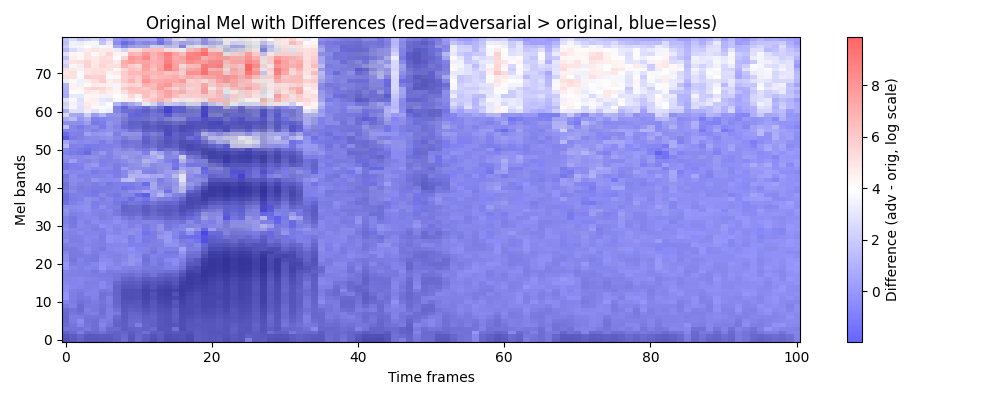 Original Mel with Differences (red=adversarial > original, blue=less)
Mel bands
70
60
50
40
30
20
10
0
0 20 40 60 80 100
Time frames
8
6
4
2
0
Difference (adv - orig, log scale)